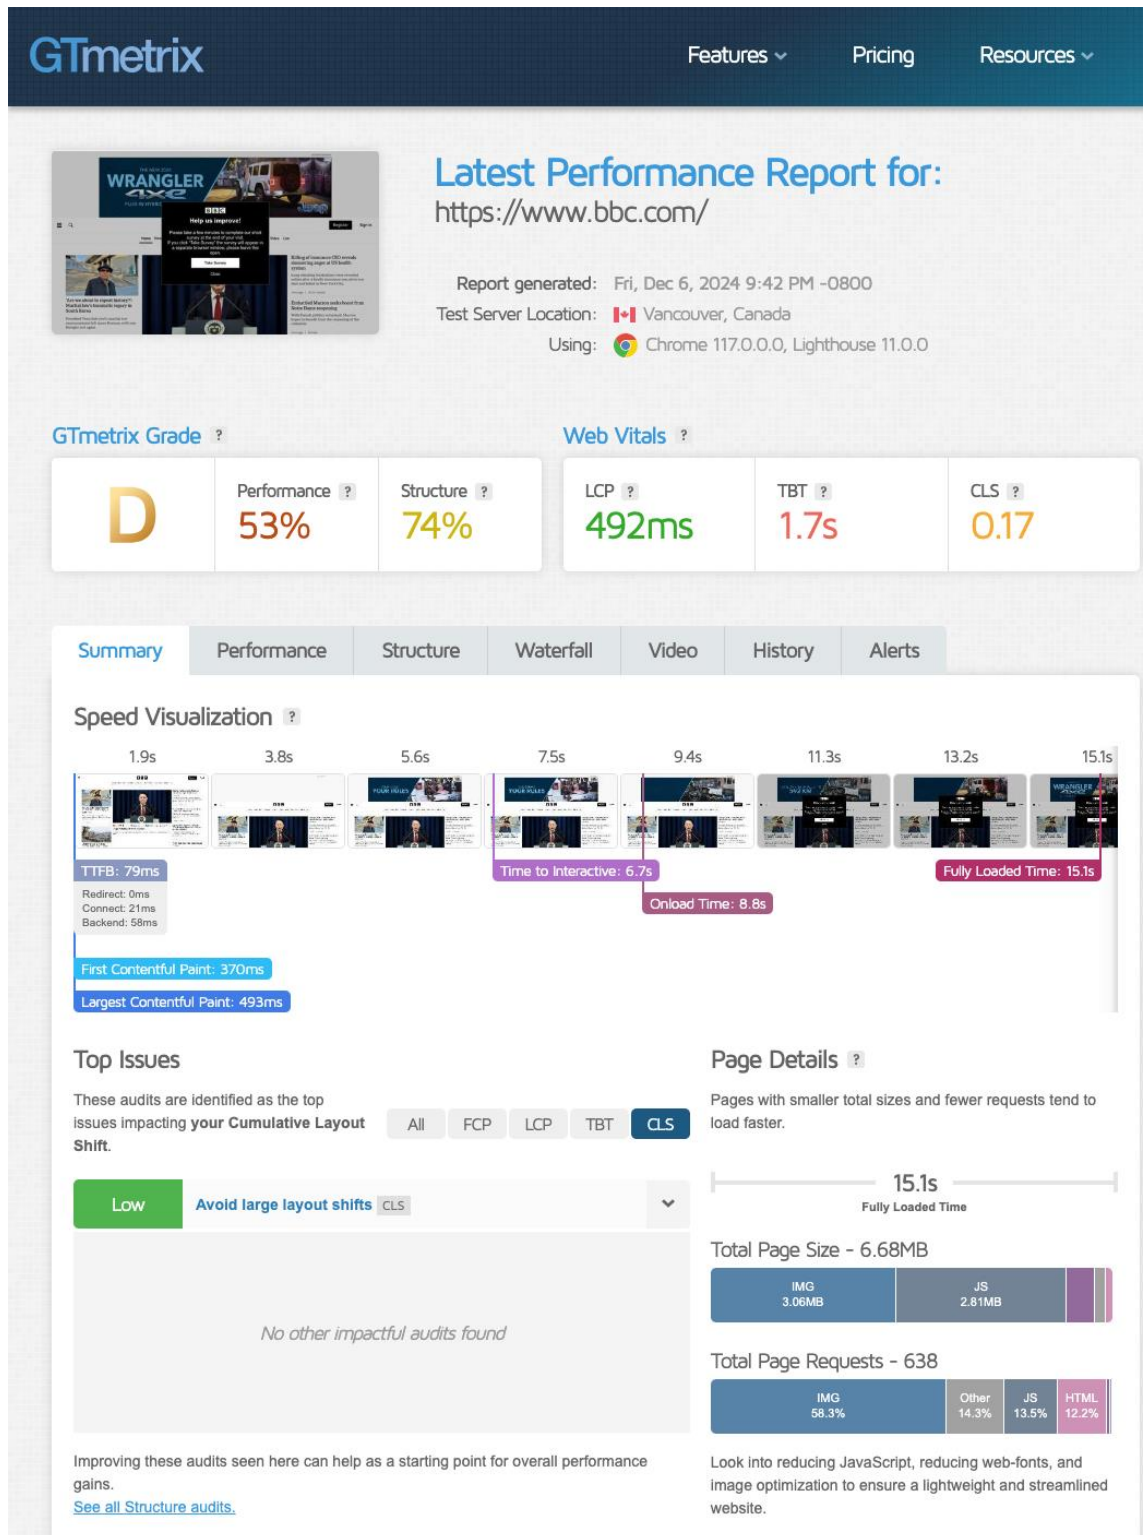 GTmetrix
Features
Pricing
Resources
WRANGLER
4xe
BBC
Help us improve!
Take Survey
Close
Register
Sign in
Latest Performance Report for:
https://www.bbc.com/
Report generated: Fri, Dec 6, 2024 9:42 PM -0800
Test Server Location: Vancouver, Canada
Using: Chrome 117.0.0.0, Lighthouse 11.0.0
GTmetrix Grade ?
Web Vitals ?
D
Performance ?
53%
Structure ?
74%
LCP ?
492ms
TBT ?
1.7s
CLS ?
0.17
Summary
Performance
Structure
Waterfall
Video
History
Alerts
Speed Visualization ?
1.9s
3.8s
5.6s
7.5s
9.4s
11.3s
13.2s
15.1s
TTFB: 79ms
Redirect: 0ms
Connect: 21ms
Backend: 58ms
Time to Interactive: 6.7s
Onload Time: 8.8s
Fully Loaded Time: 15.1s
First Contentful Paint: 370ms
Largest Contentful Paint: 493ms
Top Issues
These audits are identified as the top
issues impacting your Cumulative Layout
Shift.
All
FCP
LCP
TBT
CLS
Low
Avoid large layout shifts CLS
No other impactful audits found
Improving these audits seen here can help as a starting point for overall performance
gains.
See all Structure audits.
Page Details ?
Pages with smaller total sizes and fewer requests tend to
load faster.
15.1s
Fully Loaded Time
Total Page Size - 6.68MB
IMG
3.06MB
JS
2.81MB
Total Page Requests - 638
IMG
58.3%
Other
14.3%
JS
13.5%
HTML
12.2%
Look into reducing JavaScript, reducing web-fonts, and
image optimization to ensure a lightweight and streamlined
website.